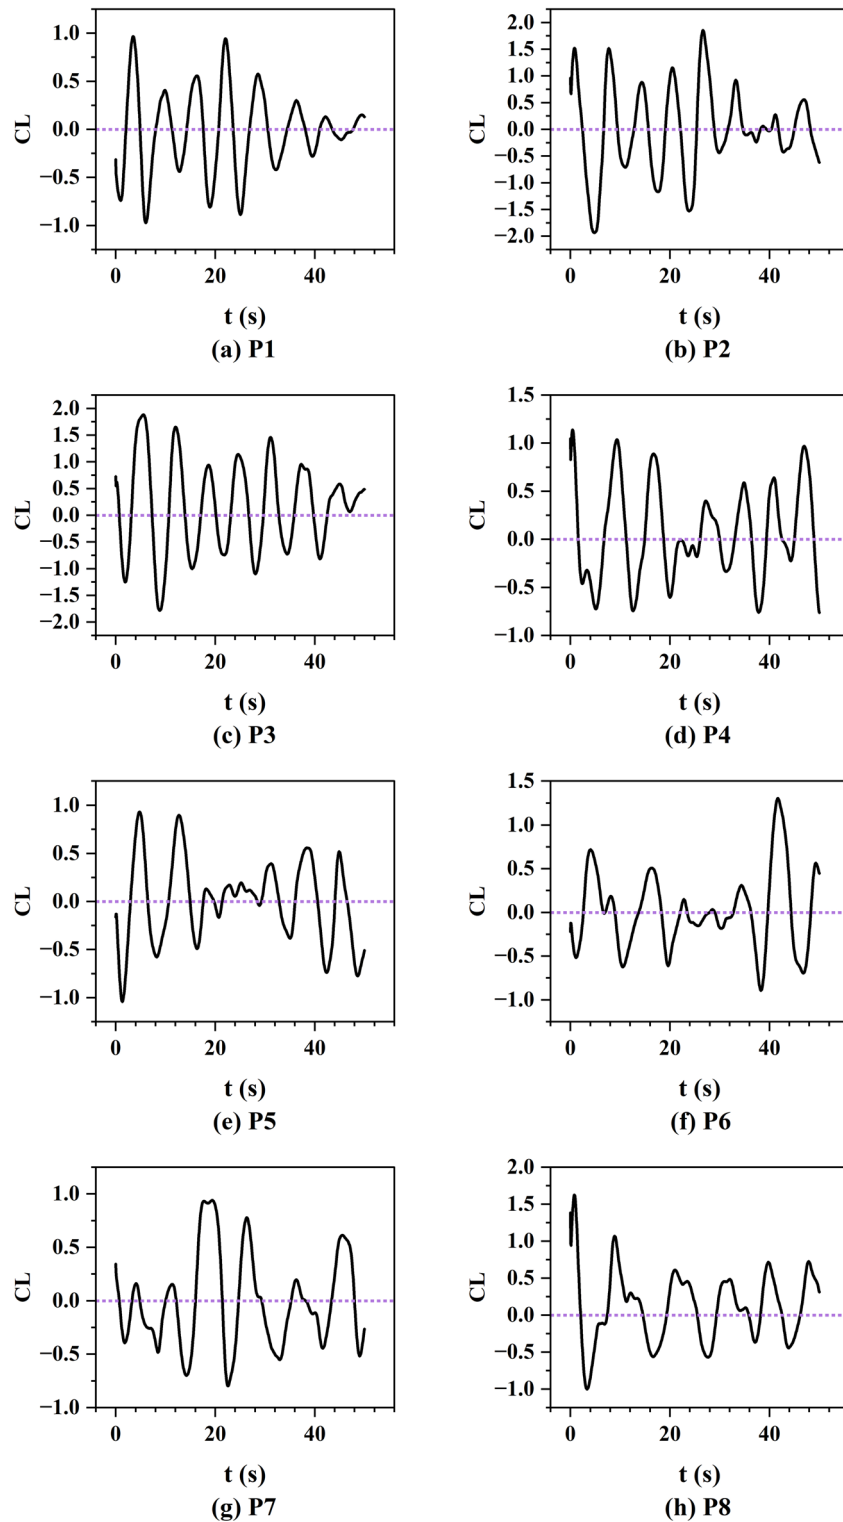 1.0
0.5
0.0
−0.5
−1.0
CL
0 20 40
t (s)
(a) P1
2.0
1.5
1.0
0.5
0.0
−0.5
−1.0
−1.5
−2.0
CL
0 20 40
t (s)
(b) P2
2.0
1.5
1.0
0.5
0.0
−0.5
−1.0
−1.5
−2.0
CL
0 20 40
t (s)
(c) P3
1.5
1.0
0.5
0.0
−0.5
−1.0
CL
0 20 40
t (s)
(d) P4
1.0
0.5
0.0
−0.5
−1.0
CL
0 20 40
t (s)
(e) P5
1.5
1.0
0.5
0.0
−0.5
−1.0
CL
0 20 40
t (s)
(f) P6
1.0
0.5
0.0
−0.5
−1.0
CL
0 20 40
t (s)
(g) P7
2.0
1.5
1.0
0.5
0.0
−0.5
−1.0
CL
0 20 40
t (s)
(h) P8